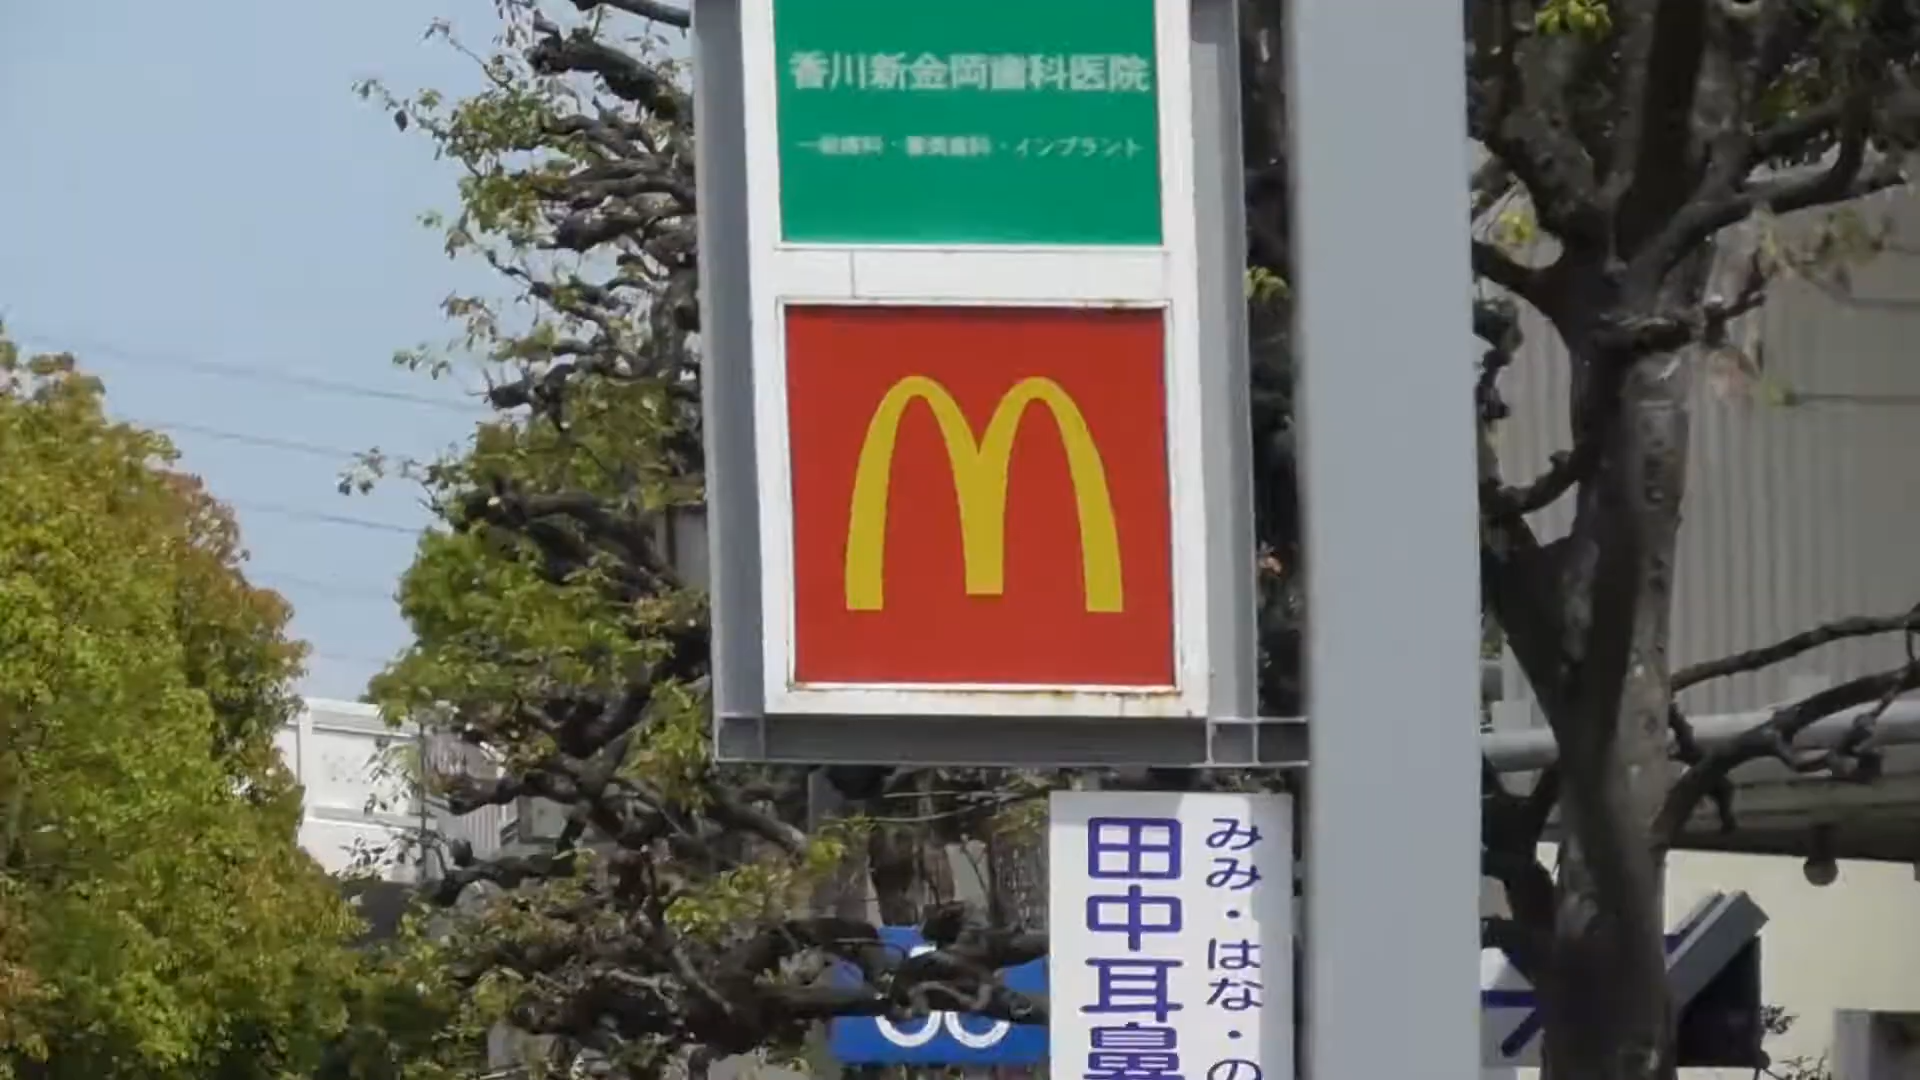 香川新金岡歯科医院
一般歯科・審美歯科・インプラント
M
みみ・はな・の
田中耳鼻